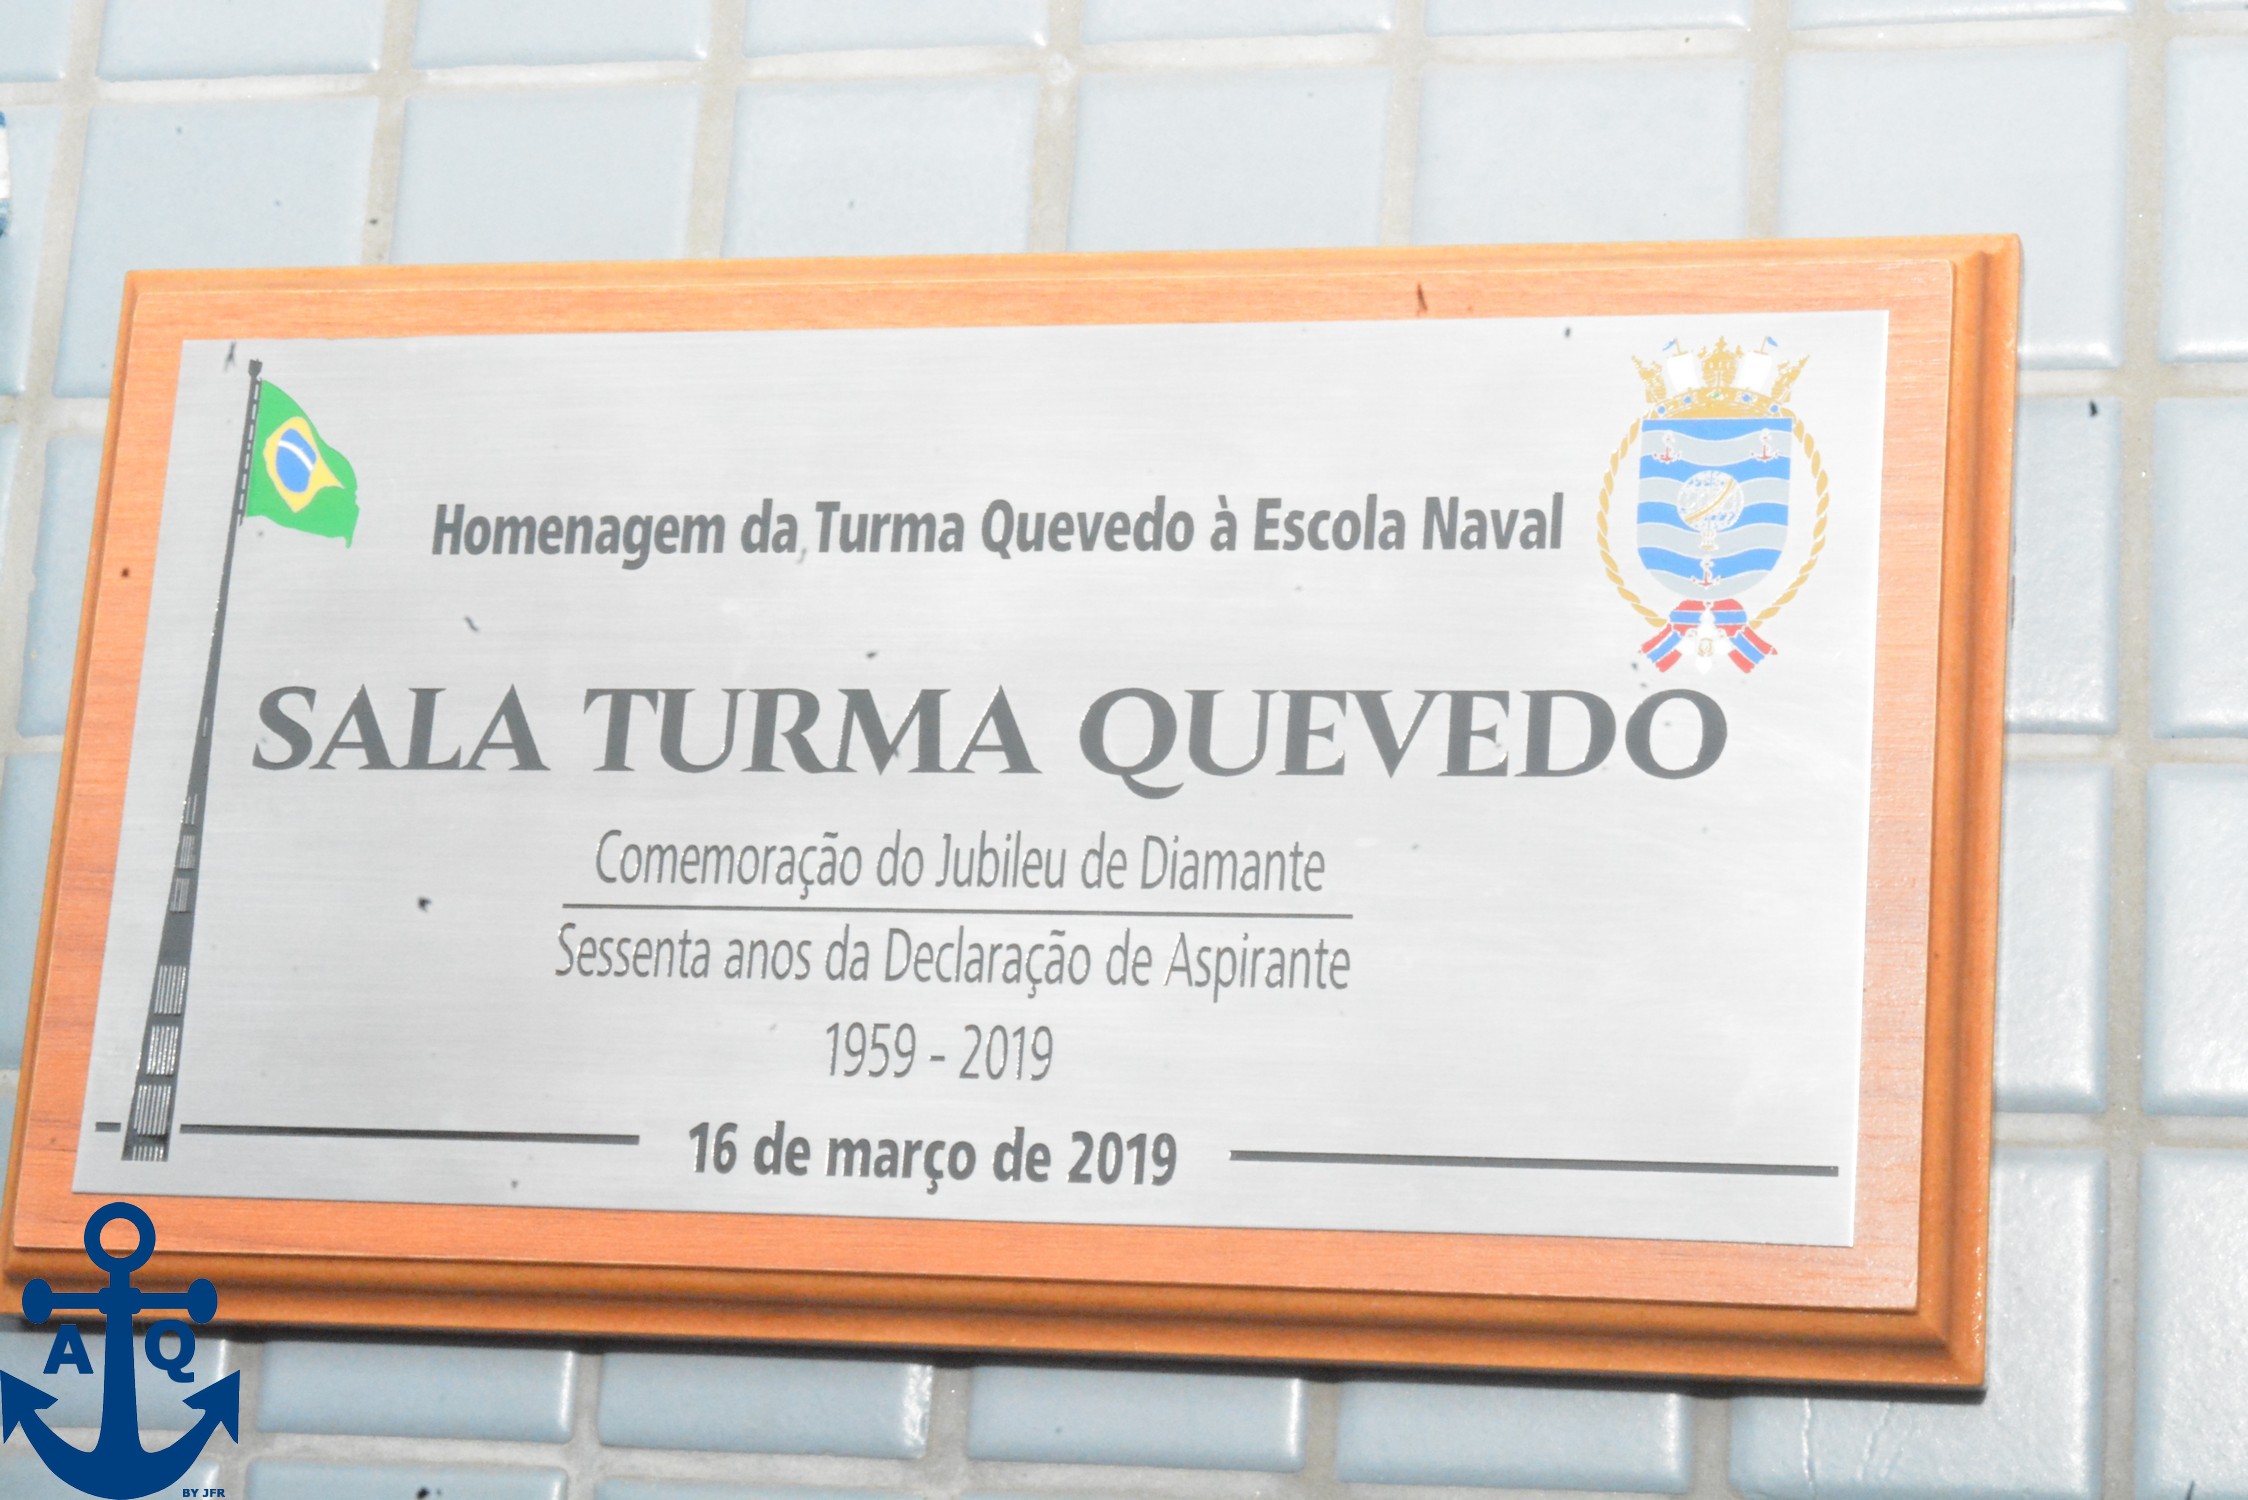 Homenagem da Turma Quevedo à Escola Naval
SALA TURMA QUEVEDO
Comemoração do Jubileu de Diamante
Sessenta anos da Declaração de Aspirante
1959 - 2019
16 de março de 2019
A Q
BY JFR